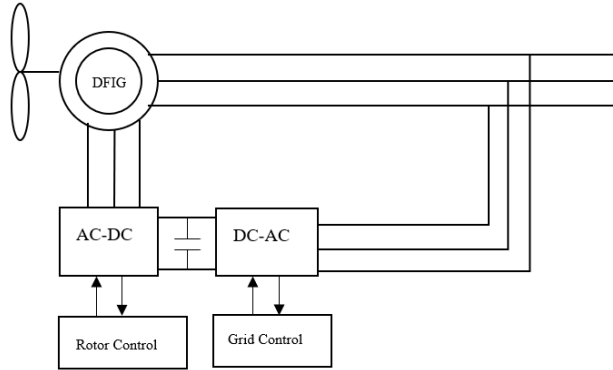 DFIG
AC-DC
DC-AC
Rotor Control
Grid Control